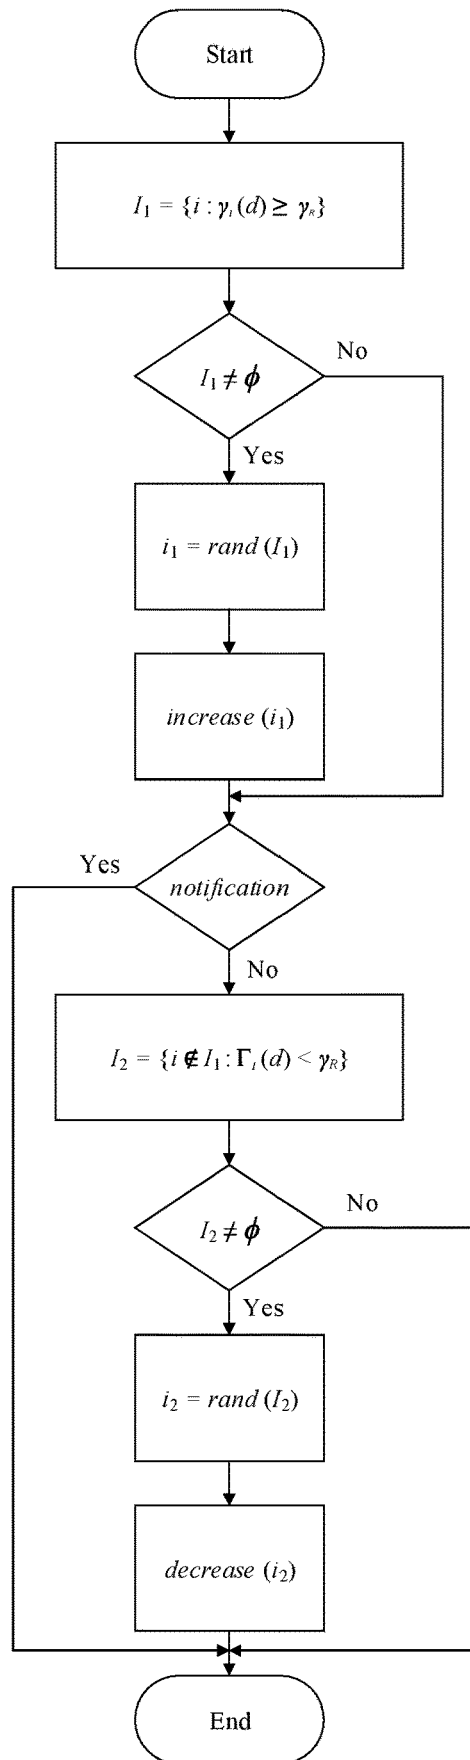 Start
I₁ = {i : γᵢ(d) ≥ γ_R}
I₁ ≠ ϕ
No
Yes
i₁ = rand (I₁)
increase (i₁)
Yes
notification
No
I₂ = {i ∉ I₁ : Γᵢ(d) < γ_R}
I₂ ≠ ϕ
No
Yes
i₂ = rand (I₂)
decrease (i₂)
End